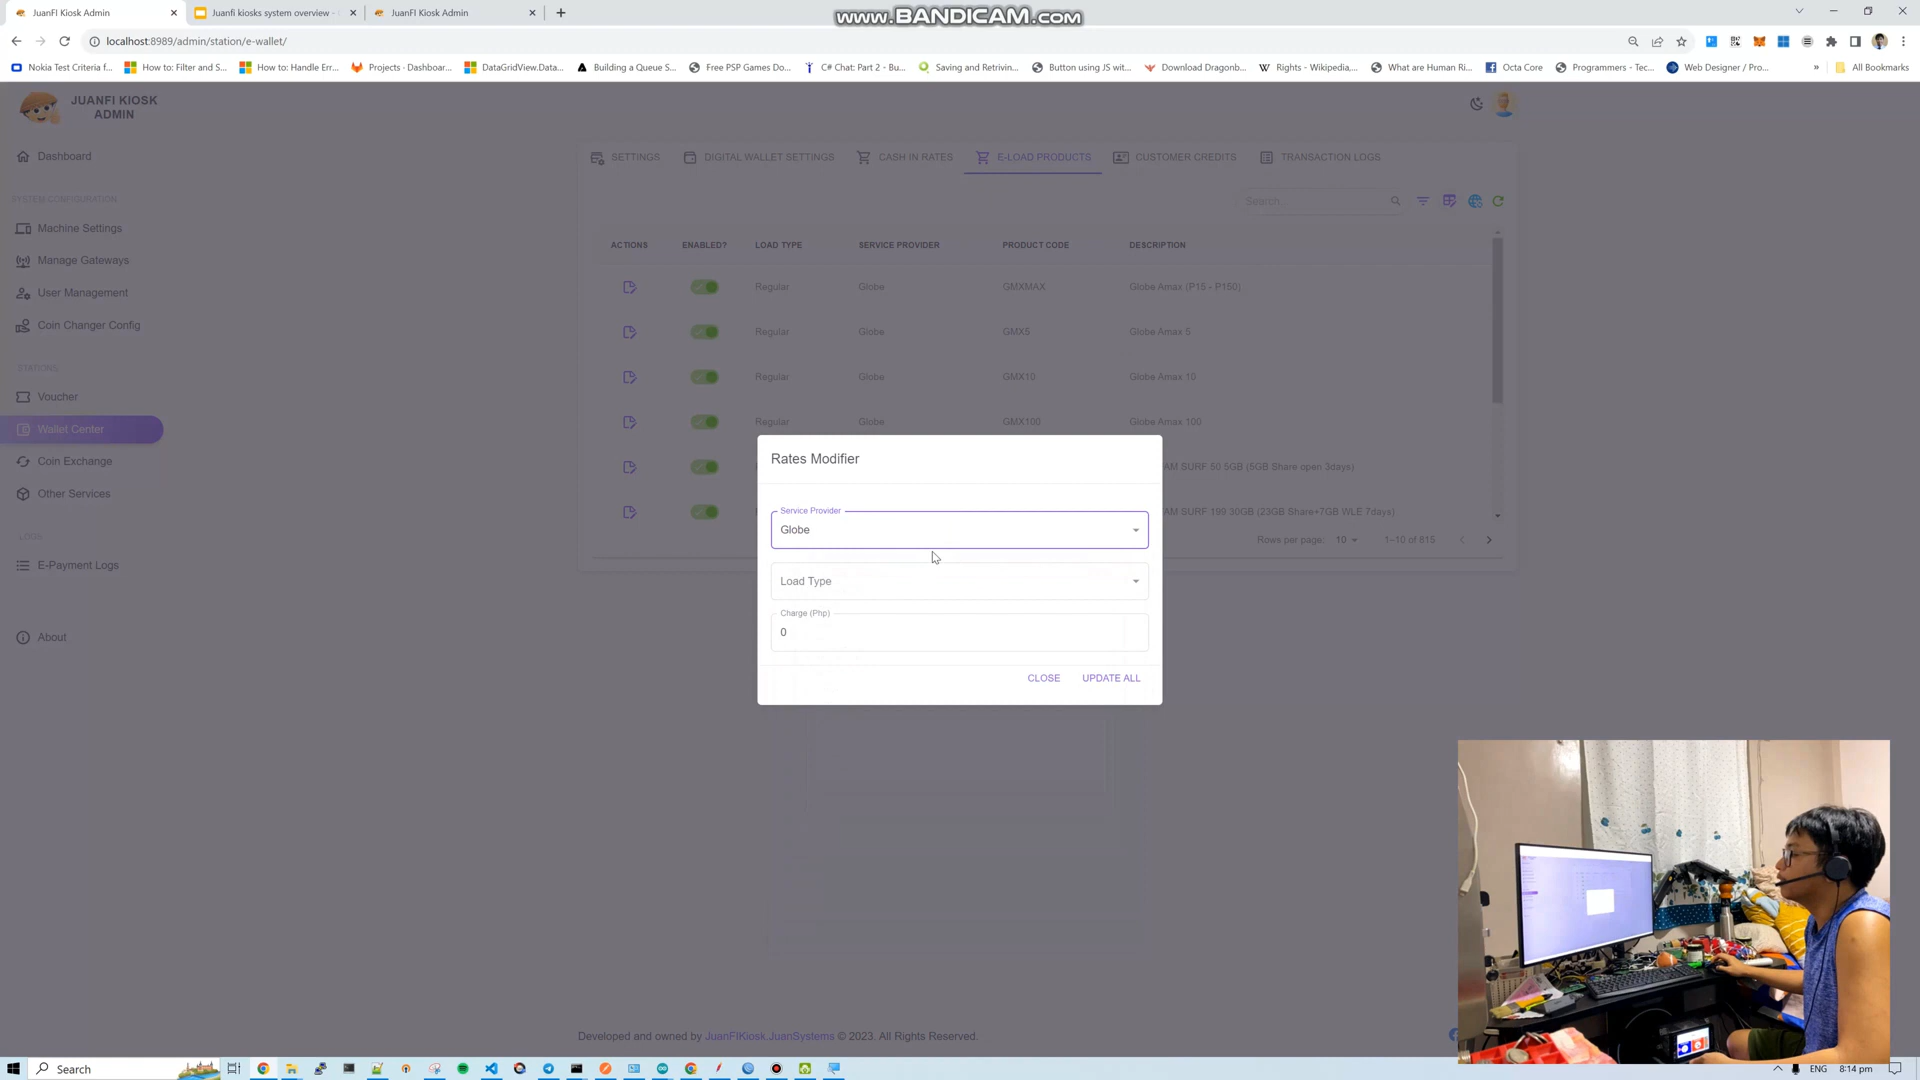 JuanFI Kiosk Admin
Juanfi kiosks system overview -
JuanFI Kiosk Admin
www.BANDICAM.com
localhost:8989/admin/station/e-wallet/
Nokia Test Criteria f...
How to: Filter and S...
How to: Handle Err...
Projects - Dashboar...
DataGridView.Data...
Building a Queue S...
Free PSP Games Do...
C# Chat: Part 2 - Bu...
Saving and Retrivin...
Button using JS wit...
Download Dragonb...
Rights - Wikipedia,...
What are Human Ri...
Octa Core
Programmers - Tec...
Web Designer / Pro...
»
All Bookmarks
JUANFI KIOSK
ADMIN
Dashboard
SYSTEM CONFIGURATION
Machine Settings
Manage Gateways
User Management
Coin Changer Config
STATIONS
Voucher
Wallet Center
Coin Exchange
Other Services
LOGS
E-Payment Logs
About
SETTINGS
DIGITAL WALLET SETTINGS
CASH IN RATES
E-LOAD PRODUCTS
CUSTOMER CREDITS
TRANSACTION LOGS
Search...
ACTIONS ENABLED? LOAD TYPE SERVICE PROVIDER PRODUCT CODE DESCRIPTION
Regular Globe GMXMAX Globe Amax (P15 - P150)
Regular Globe GMX5 Globe Amax 5
Regular Globe GMX10 Globe Amax 10
Regular Globe GMX100 Globe Amax 100
AM SURF 50 5GB (5GB Share open 3days)
AM SURF 199 30GB (23GB Share+7GB WLE 7days)
Rows per page: 10 1–10 of 815
Rates Modifier
Service Provider
Globe
Load Type
Charge (Php)
0
CLOSE UPDATE ALL
Developed and owned by JuanFIKiosk.JuanSystems © 2023. All Rights Reserved.
Search
ENG
8:14 pm